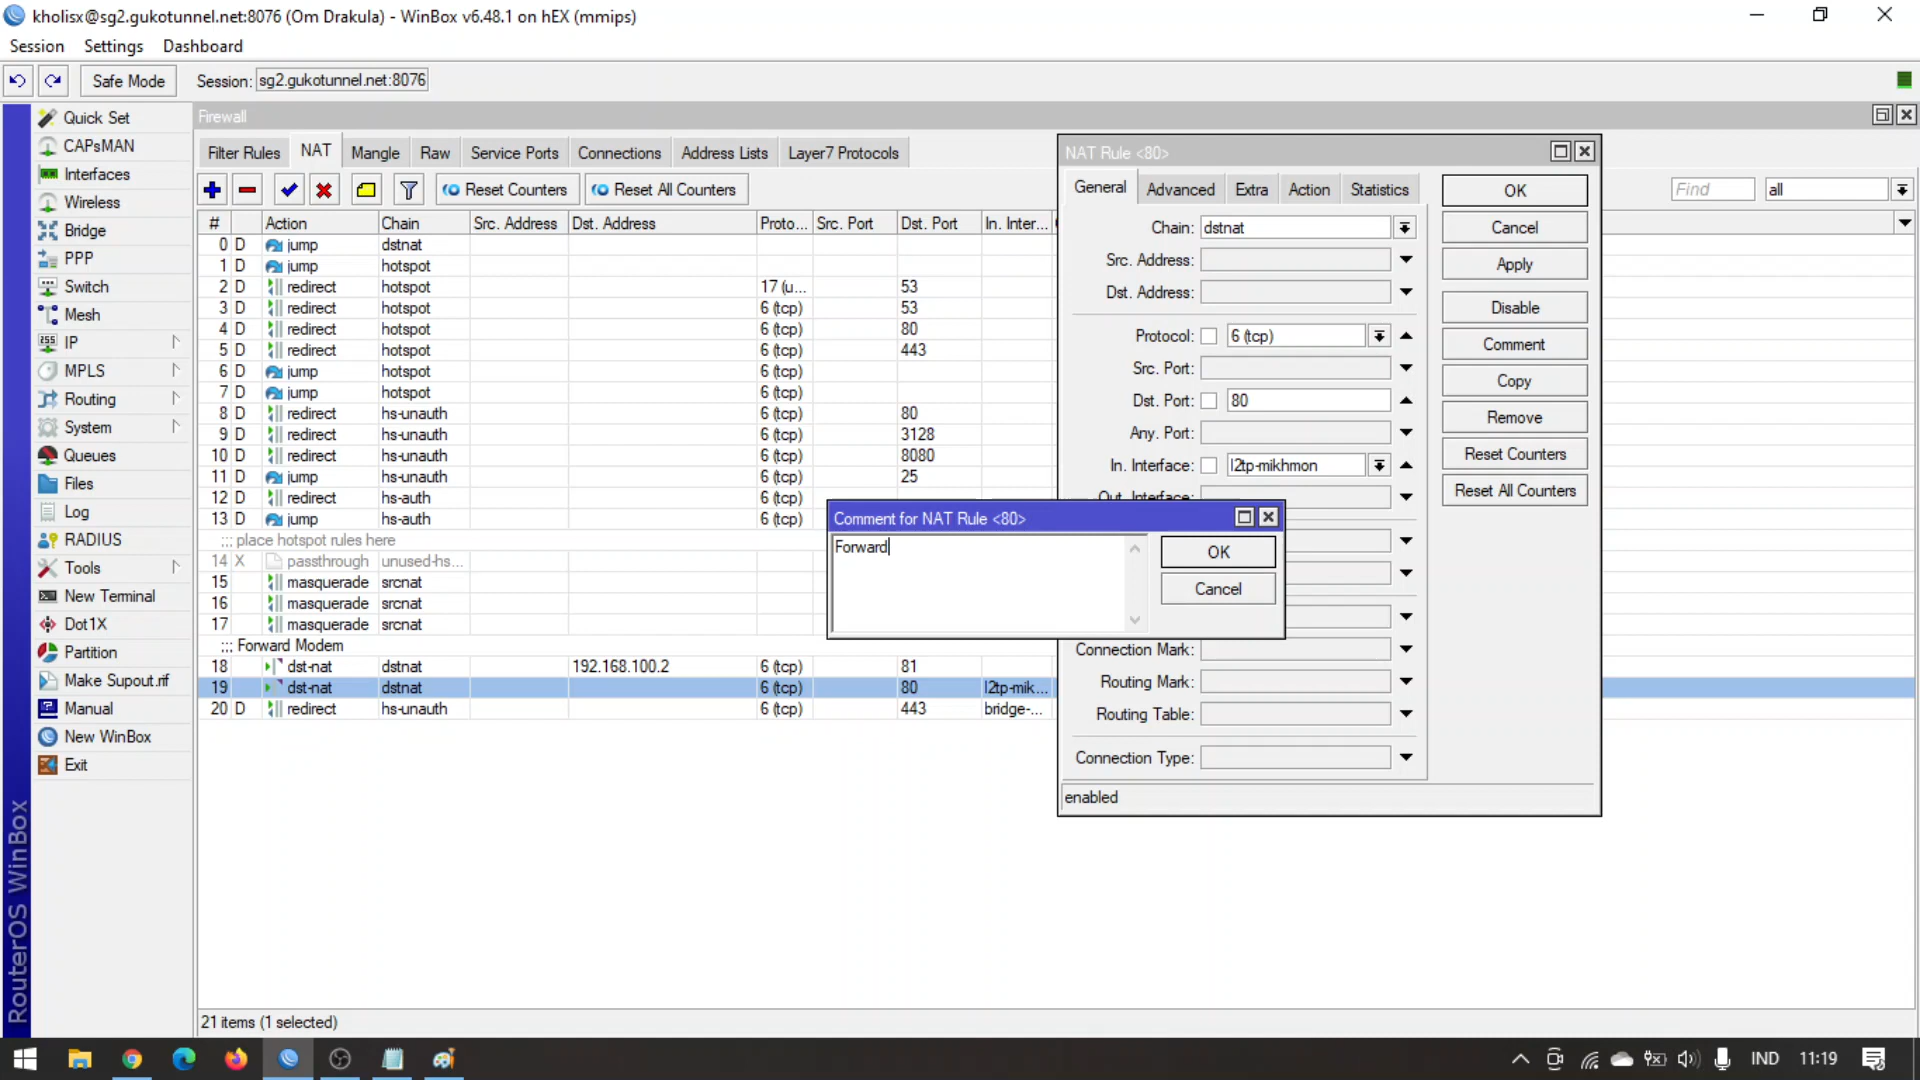 kholisx@sg2.gukotunnel.net:8076 (Om Drakula) - WinBox v6.48.1 on hEX (mmips)
Session Settings Dashboard
Safe Mode Session: sg2.gukotunnel.net:8076
Quick Set
CAPsMAN
Interfaces
Wireless
Bridge
PPP
Switch
Mesh
IP
MPLS
Routing
System
Queues
Files
Log
RADIUS
Tools
New Terminal
Dot1X
Partition
Make Supout.rif
Manual
New WinBox
Exit
RouterOS WinBox
Firewall
Filter Rules NAT Mangle Raw Service Ports Connections Address Lists Layer7 Protocols
Reset Counters Reset All Counters Find all
# Action Chain Src. Address Dst. Address Proto... Src. Port Dst. Port In. Inter...
0 D jump dstnat
1 D jump hotspot
2 D redirect hotspot 17 (u... 53
3 D redirect hotspot 6 (tcp) 53
4 D redirect hotspot 6 (tcp) 80
5 D redirect hotspot 6 (tcp) 443
6 D jump hotspot 6 (tcp)
7 D jump hotspot 6 (tcp)
8 D redirect hs-unauth 6 (tcp) 80
9 D redirect hs-unauth 6 (tcp) 3128
10 D redirect hs-unauth 6 (tcp) 8080
11 D jump hs-unauth 6 (tcp) 25
12 D redirect hs-auth 6 (tcp)
13 D jump hs-auth 6 (tcp)
::: place hotspot rules here
14 X passthrough unused-hs...
15 masquerade srcnat
16 masquerade srcnat
17 masquerade srcnat
::: Forward Modem
18 dst-nat dstnat 192.168.100.2 6 (tcp) 81
19 dst-nat dstnat 6 (tcp) 80 l2tp-mik...
20 D redirect hs-unauth 6 (tcp) 443 bridge-...
21 items (1 selected)
NAT Rule <80>
General Advanced Extra Action Statistics
Chain: dstnat
Src. Address:
Dst. Address:
Protocol: 6 (tcp)
Src. Port:
Dst. Port: 80
Any. Port:
In. Interface: l2tp-mikhmon
Out. Interface:
Connection Mark:
Routing Mark:
Routing Table:
Connection Type:
enabled
OK
Cancel
Apply
Disable
Comment
Copy
Remove
Reset Counters
Reset All Counters
Comment for NAT Rule <80>
Forward
OK
Cancel
IND 11:19